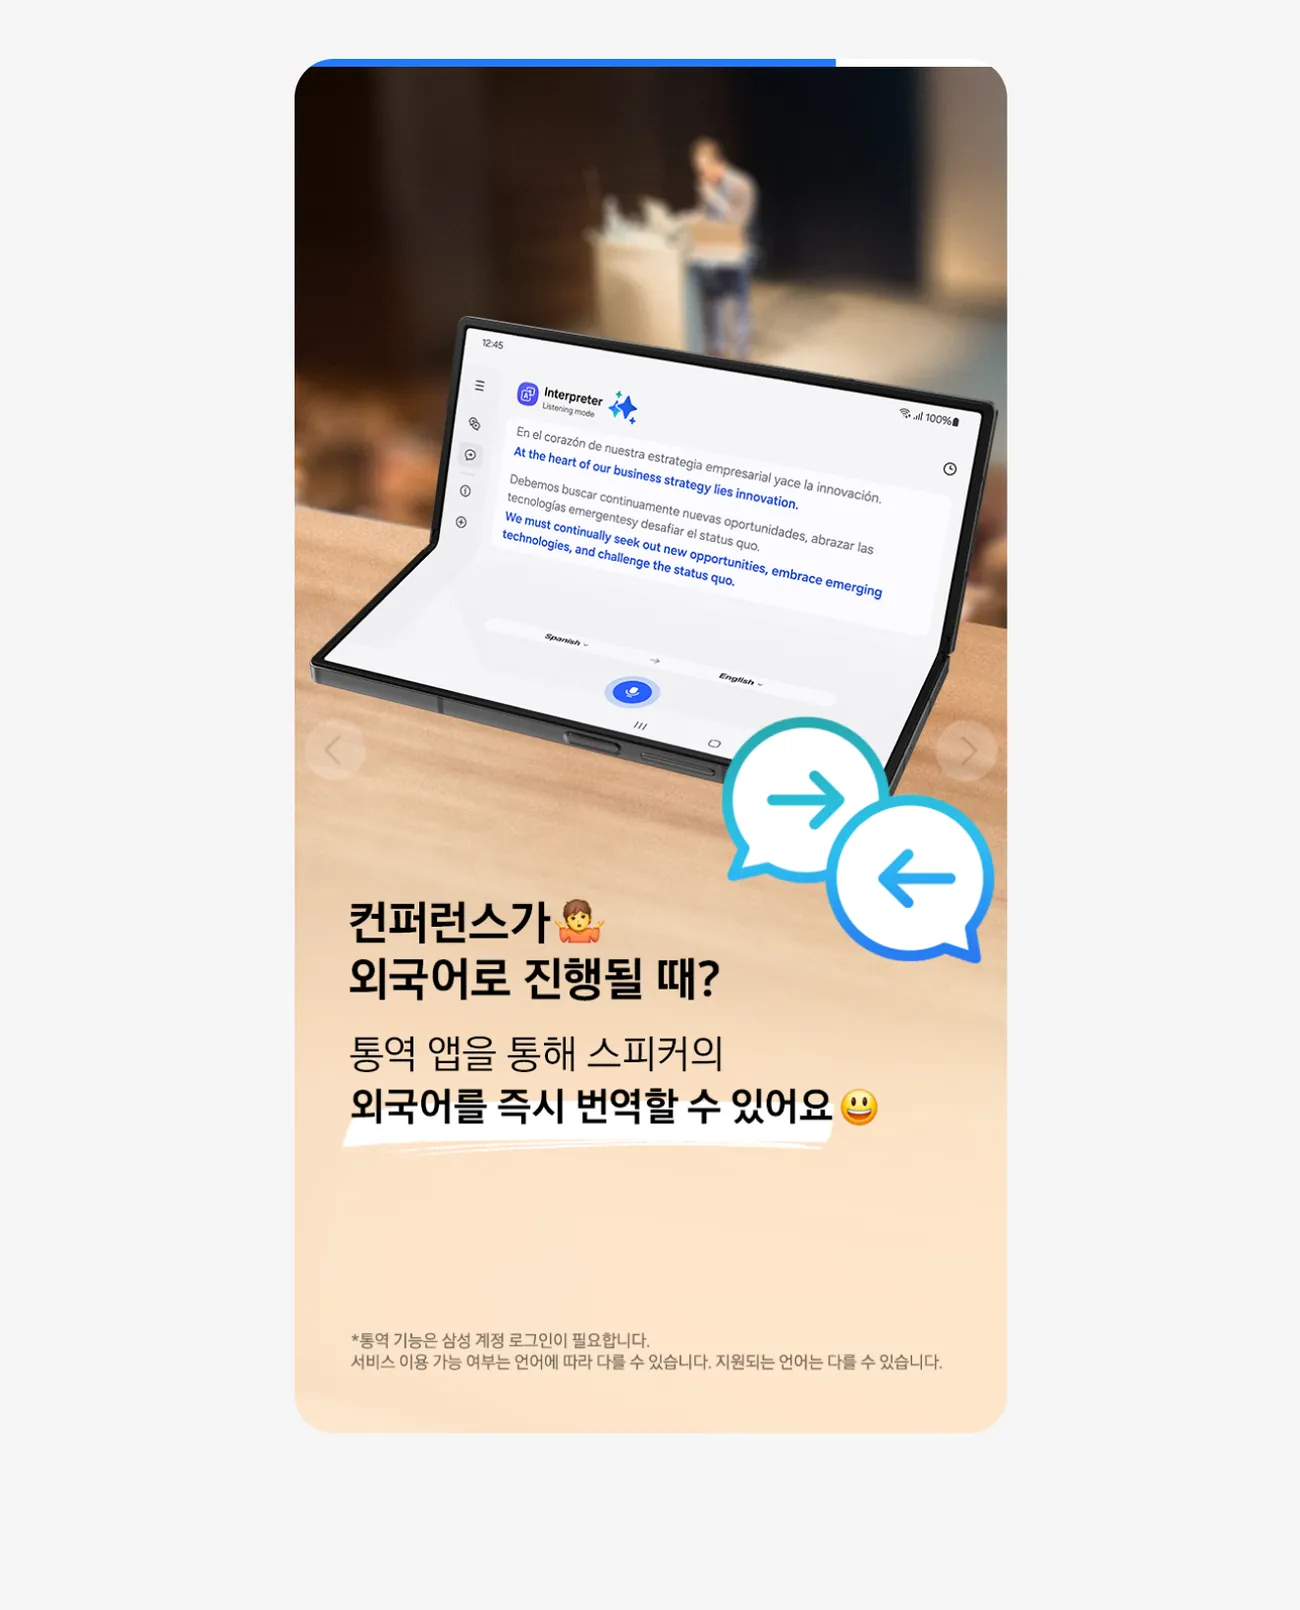 12:45
100%
Interpreter
Listening mode
En el corazón de nuestra estrategia empresarial yace la innovación.
At the heart of our business strategy lies innovation.
Debemos buscar continuamente nuevas oportunidades, abrazar las
tecnologías emergentesy desafiar el status quo.
We must continually seek out new opportunities, embrace emerging
technologies, and challenge the status quo.
Spanish
English
컨퍼런스가🤷
외국어로 진행될 때?
통역 앱을 통해 스피커의
외국어를 즉시 번역할 수 있어요😃
*통역 기능은 삼성 계정 로그인이 필요합니다.
서비스 이용 가능 여부는 언어에 따라 다를 수 있습니다. 지원되는 언어는 다를 수 있습니다.